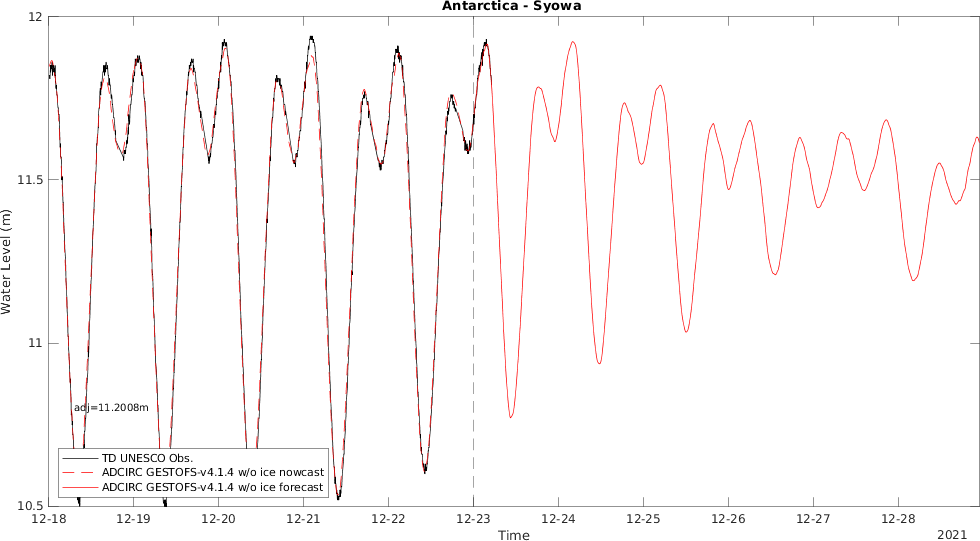 Antarctica - Syowa
12
11.5
11
10.5
Water Level (m)
adj=11.2008m
TD UNESCO Obs.
ADCIRC GESTOFS-v4.1.4 w/o ice nowcast
ADCIRC GESTOFS-v4.1.4 w/o ice forecast
12-18
12-19
12-20
12-21
12-22
12-23
12-24
12-25
12-26
12-27
12-28
Time
2021